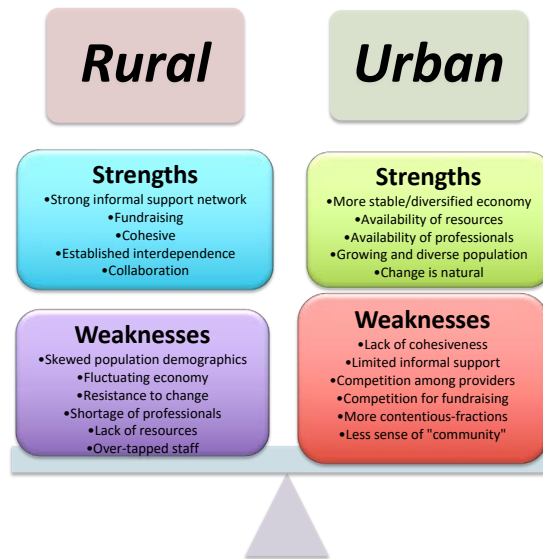 Rural
Urban
Strengths
•Strong informal support network
•Fundraising
•Cohesive
•Established interdependence
•Collaboration
Strengths
•More stable/diversified economy
•Availability of resources
•Availability of professionals
•Growing and diverse population
•Change is natural
Weaknesses
•Skewed population demographics
•Fluctuating economy
•Resistance to change
•Shortage of professionals
•Lack of resources
•Over-tapped staff
Weaknesses
•Lack of cohesiveness
•Limited informal support
•Competition among providers
•Competition for fundraising
•More contentious-fractions
•Less sense of "community"